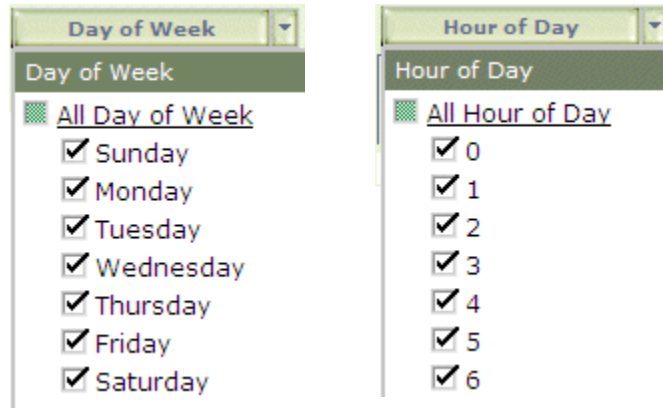 Day of Week
Day of Week
All Day of Week
Sunday
Monday
Tuesday
Wednesday
Thursday
Friday
Saturday
Hour of Day
Hour of Day
All Hour of Day
0
1
2
3
4
5
6